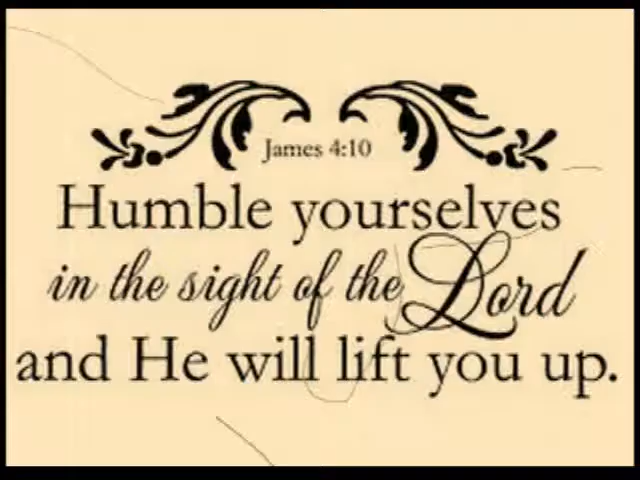 James 4:10
Humble yourselves
in the sight of the Lord
and He will lift you up.